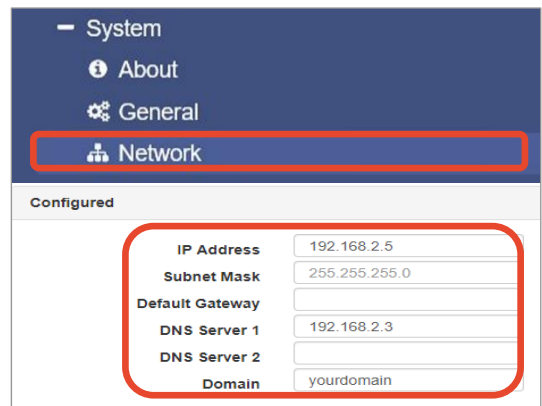 System
About
General
Network
Configured
IP Address 192.168.2.5
Subnet Mask 255.255.255.0
Default Gateway
DNS Server 1 192.168.2.3
DNS Server 2
Domain yourdomain